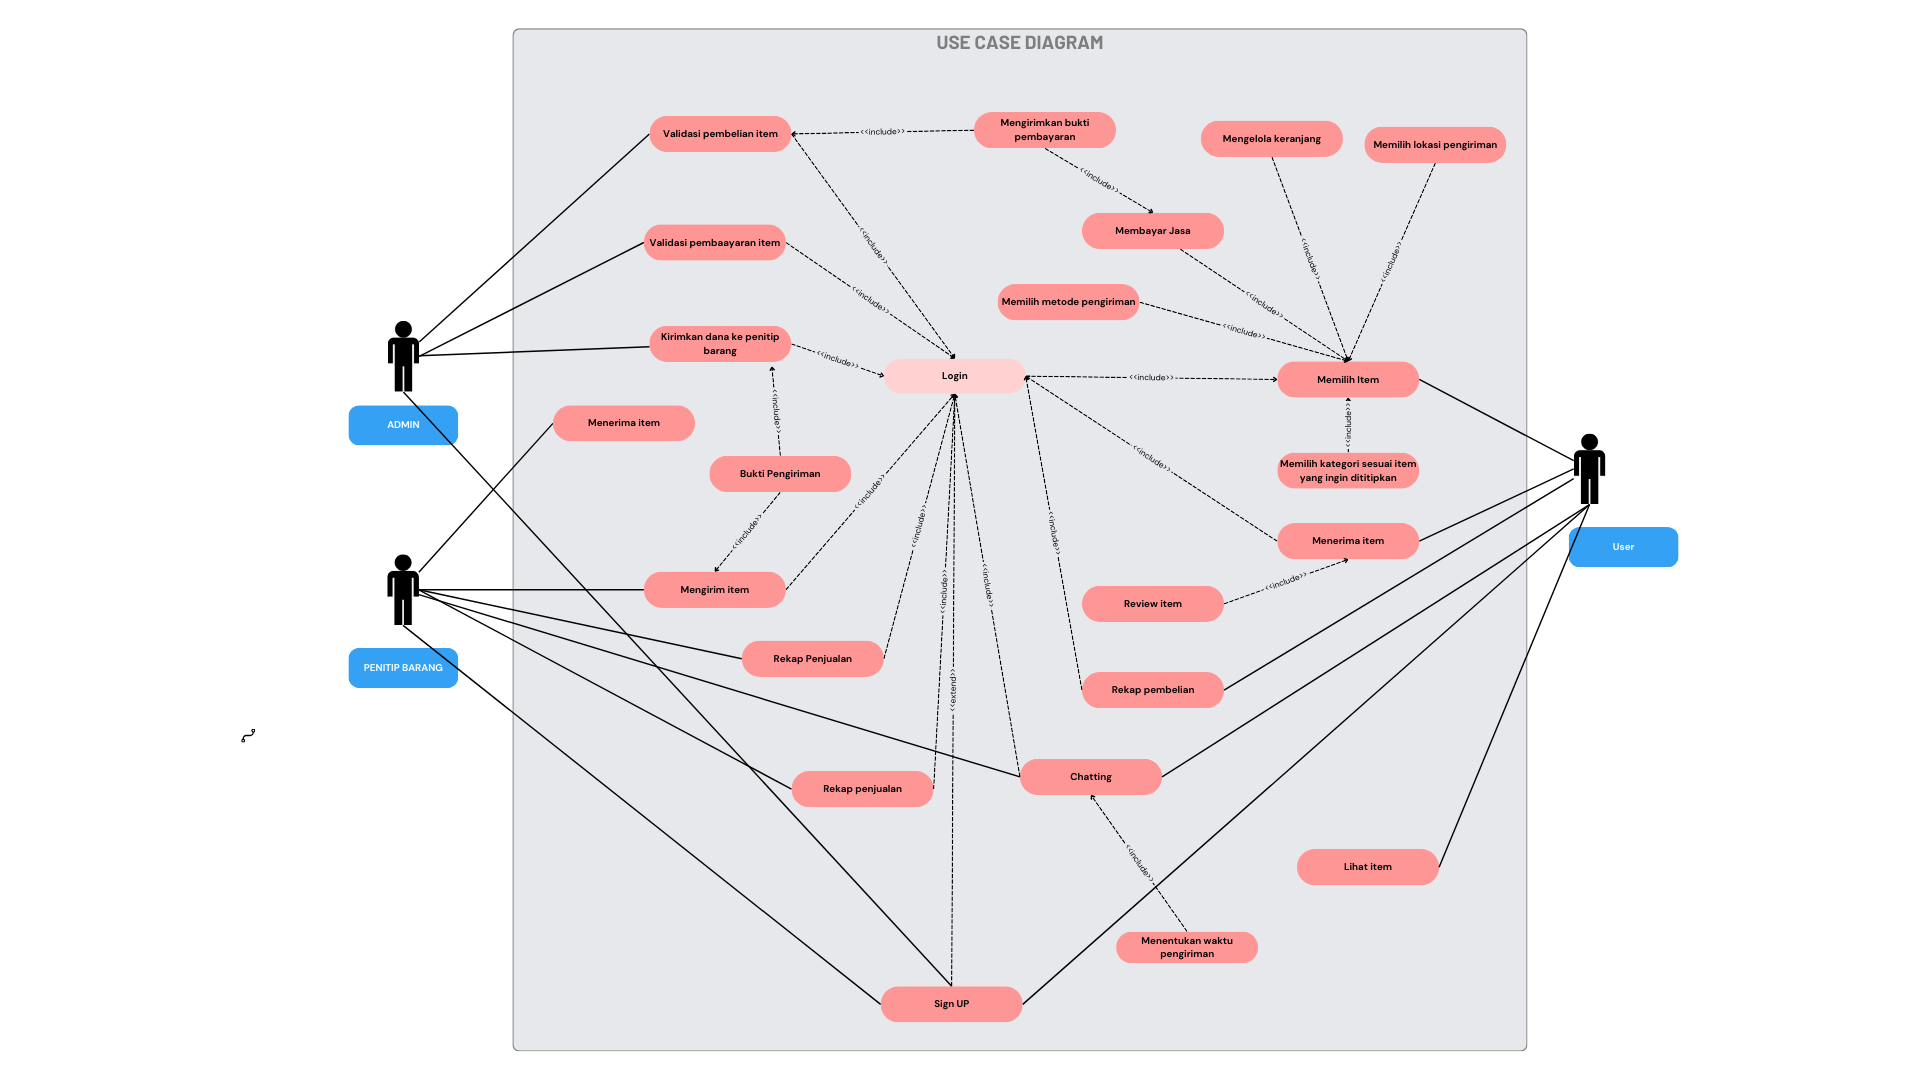 USE CASE DIAGRAM
Validasi pembelian item
<<include>>
Mengirimkan bukti
pembayaran
Mengelola keranjang
Memilih lokasi pengiriman
<<include>>
Membayar Jasa
Validasi pembaayaran item
<<include>>
<<include>>
<<include>>
<<include>>
Memilih metode pengiriman
<<include>>
<<include>>
Kirimkan dana ke penitip
barang
<<include>>
Login
<<include>>
Memilih Item
ADMIN
Menerima item
<<include>>
<<include>>
Memilih kategori sesuai item
yang ingin dititipkan
Bukti Pengiriman
<<include>>
<<include>>
<<include>>
<<include>>
<<include>>
Menerima item
User
Mengirim item
<<include>>
<<include>>
<<include>>
Review item
Rekap Penjualan
PENITIP BARANG
<<extend>>
Rekap pembelian
Chatting
Rekap penjualan
<<include>>
Lihat item
Menentukan waktu
pengiriman
Sign UP